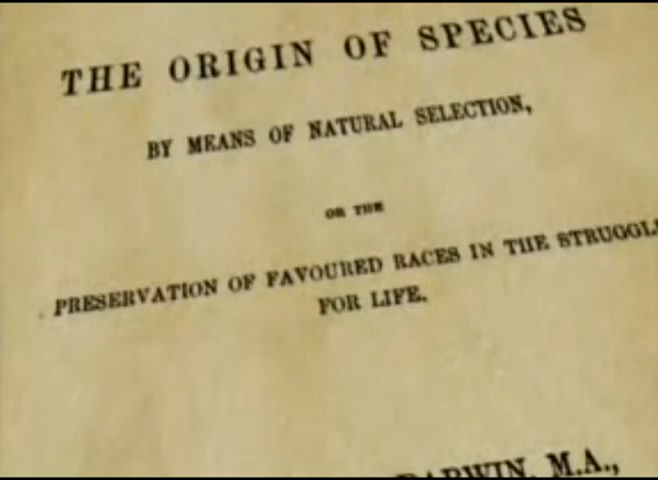 THE ORIGIN OF SPECIES
BY MEANS OF NATURAL SELECTION,
OR THE
PRESERVATION OF FAVOURED RACES IN THE STRUGGL
FOR LIFE.
DARWIN, M.A.,